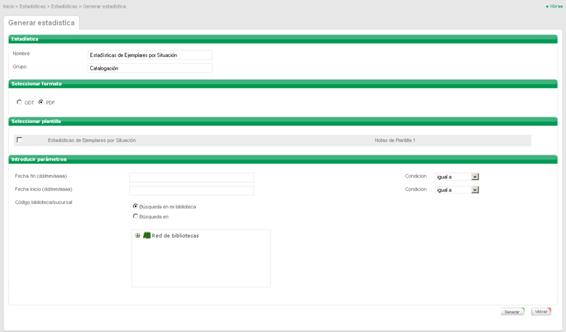 Inicio > Estadísticas > Estadísticas > Generar estadística.
Generar estadística
Estadística
Nombre Estadísticas de Ejemplares por Situación
Grupo Catalogación
Seleccionar formato
ODT PDF
Seleccionar plantilla
Estadísticas de Ejemplares por Situación Notas de Plantilla 1
Introducir parámetros
Fecha fin (dd/mm/aaaa) Condicion igual a
Fecha inicio (dd/mm/aaaa) Condicion igual a
Código biblioteca/sucursal Búsqueda en mi biblioteca
Búsqueda en
Red de bibliotecas
Generar Volver